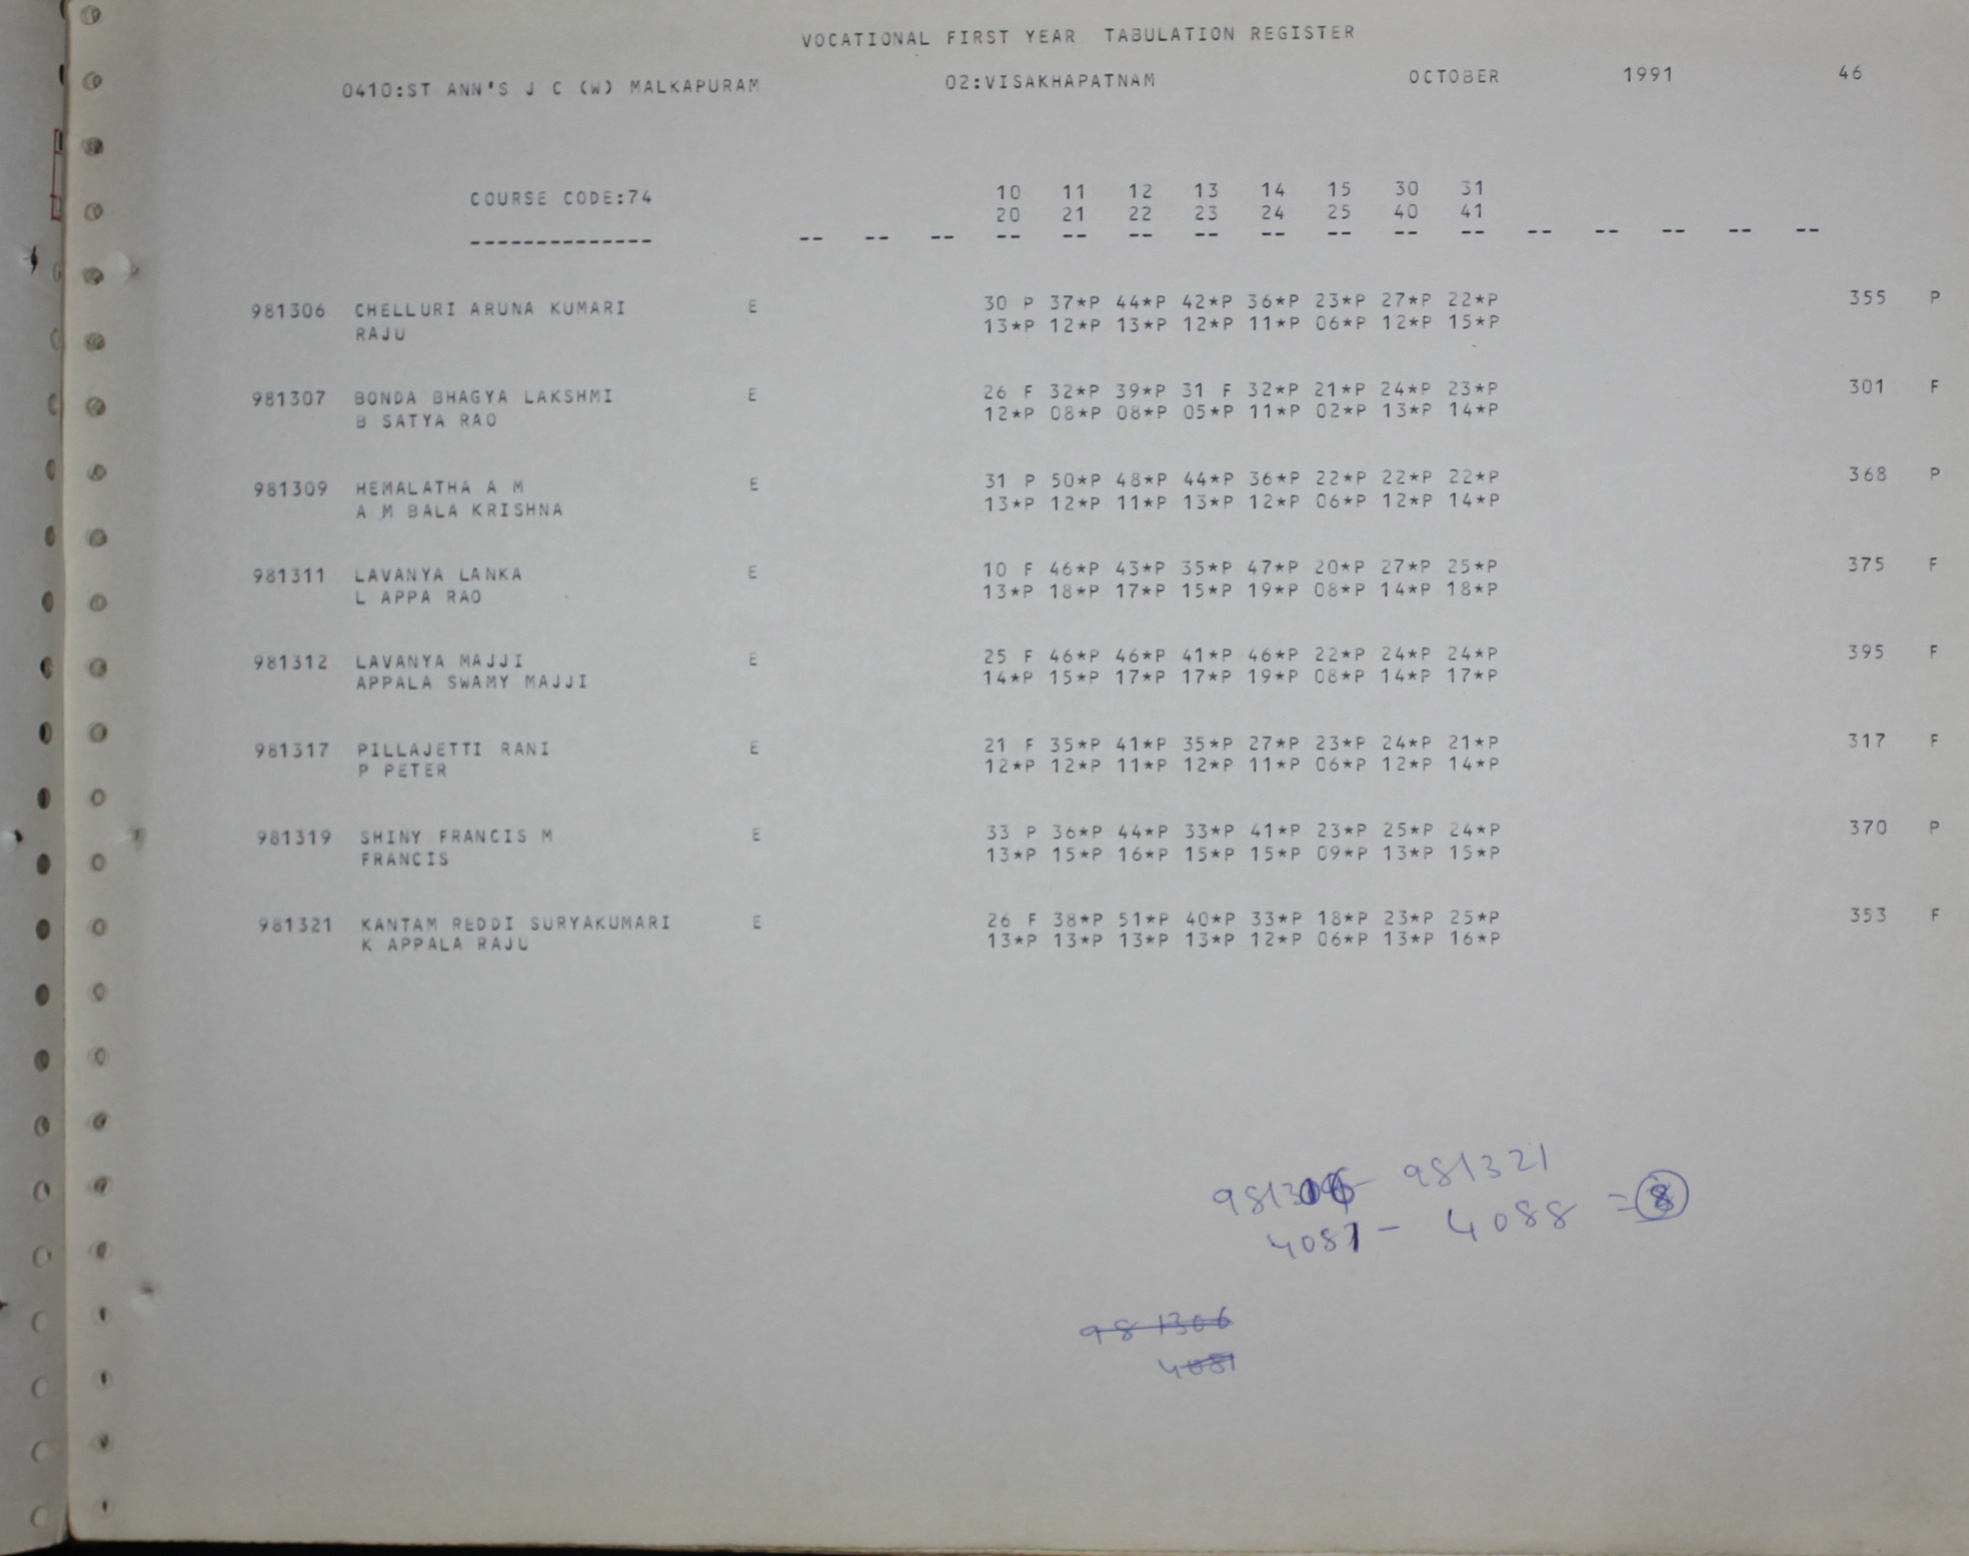 VOCATIONAL FIRST YEAR TABULATION REGISTER
0410:ST ANN'S J C (W) MALKAPURAM 02:VISAKHAPATNAM OCTOBER 1991 46
COURSE CODE:74 10 11 12 13 14 15 30 31
20 21 22 23 24 25 40 41
-------------- -- -- -- -- -- -- -- -- -- -- -- -- -- -- -- --
981306 CHELLURI ARUNA KUMARI E 30 P 37*P 44*P 42*P 36*P 23*P 27*P 22*P 355 P
RAJU 13*P 12*P 13*P 12*P 11*P 06*P 12*P 15*P
981307 BONDA BHAGYA LAKSHMI E 26 F 32*P 39*P 31 F 32*P 21*P 24*P 23*P 301 F
B SATYA RAO 12*P 08*P 08*P 05*P 11*P 02*P 13*P 14*P
981309 HEMALATHA A M E 31 P 50*P 48*P 44*P 36*P 22*P 22*P 22*P 368 P
A M BALA KRISHNA 13*P 12*P 11*P 13*P 12*P 06*P 12*P 14*P
981311 LAVANYA LANKA E 10 F 46*P 43*P 35*P 47*P 20*P 27*P 25*P 375 F
L APPA RAO 13*P 18*P 17*P 15*P 19*P 08*P 14*P 18*P
981312 LAVANYA MAJJI E 25 F 46*P 46*P 41*P 46*P 22*P 24*P 24*P 395 F
APPALA SWAMY MAJJI 14*P 15*P 17*P 17*P 19*P 08*P 14*P 17*P
981317 PILLAJETTI RANI E 21 F 35*P 41*P 35*P 27*P 23*P 24*P 21*P 317 F
P PETER 12*P 12*P 11*P 12*P 11*P 06*P 12*P 14*P
981319 SHINY FRANCIS M E 33 P 36*P 44*P 33*P 41*P 23*P 25*P 24*P 370 P
FRANCIS 13*P 15*P 16*P 15*P 15*P 09*P 13*P 15*P
981321 KANTAM REDDI SURYAKUMARI E 26 F 38*P 51*P 40*P 33*P 18*P 23*P 25*P 353 F
K APPALA RAJU 13*P 13*P 13*P 13*P 12*P 06*P 13*P 16*P
981306 - 981321
4081 - 4088 = 8
981306
4081